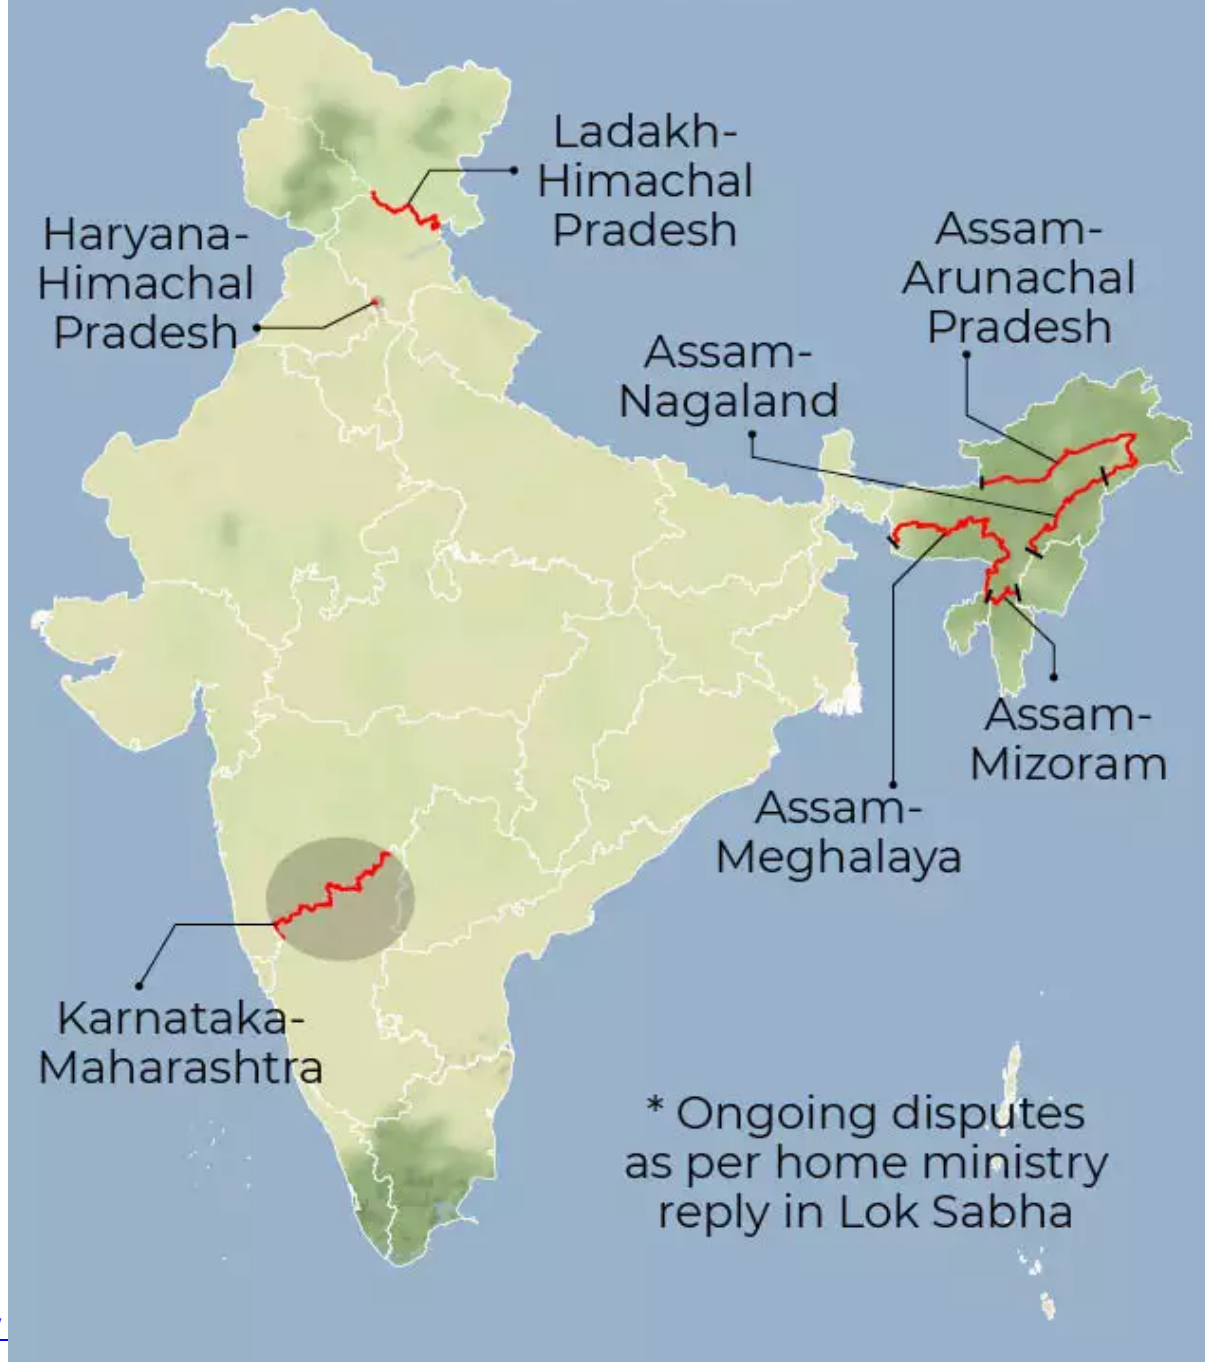 Ladakh-
Himachal
Pradesh
Haryana-
Himachal
Pradesh
Assam-
Arunachal
Pradesh
Assam-
Nagaland
Assam-
Mizoram
Assam-
Meghalaya
Karnataka-
Maharashtra
* Ongoing disputes
as per home ministry
reply in Lok Sabha